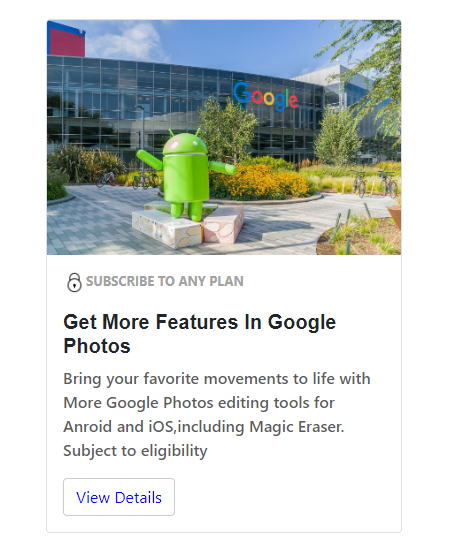 Google
SUBSCRIBE TO ANY PLAN
Get More Features In Google
Photos
Bring your favorite movements to life with
More Google Photos editing tools for
Anroid and iOS,including Magic Eraser.
Subject to eligibility
View Details